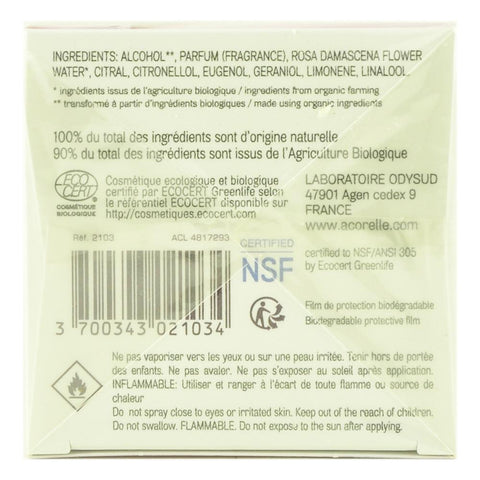 INGREDIENTS: ALCOHOL**, PARFUM (FRAGRANCE), ROSA DAMASCENA FLOWER
WATER*, CITRAL, CITRONELLOL, EUGENOL, GERANIOL, LIMONENE, LINALOOL.
* ingrédients issus de l'agriculture biologique / ingredients from organic farming
** transformé à partir d'ingrédients biologiques / made using organic ingredients
100% du total des ingrédients sont d'origine naturelle
90% du total des ingrédients sont issus de l'Agriculture Biologique
ECO
CERT
COSMÉTIQUE
BIOLOGIQUE
Cosmétique ecologique et biologique
certifié par ECOCERT Greenlife selon
le référentiel ECOCERT disponible sur
http://cosmetiques.ecocert.com
LABORATOIRE ODYSUD
47901 Agen cedex 9
FRANCE
www.acorelle.com
Réf. 2103
ACL 4817293
CERTIFIED
NSF
certified to NSF/ANSI 305
by Ecocert Greenlife
3 700343 021034
Film de protection biodégradable
Biodegradable protective film
Ne pas vaporiser vers les yeux ou sur une peau irritée. Tenir hors de portée
des enfants. Ne pas avaler. Ne pas s'exposer au soleil après application.
INFLAMMABLE: Utiliser et ranger à l'écart de toute flamme ou source de
chaleur
Do not spray close to eyes or irritated skin. Keep out of the reach of children.
Do not swallow. FLAMMABLE. Do not expose to the sun after applying.